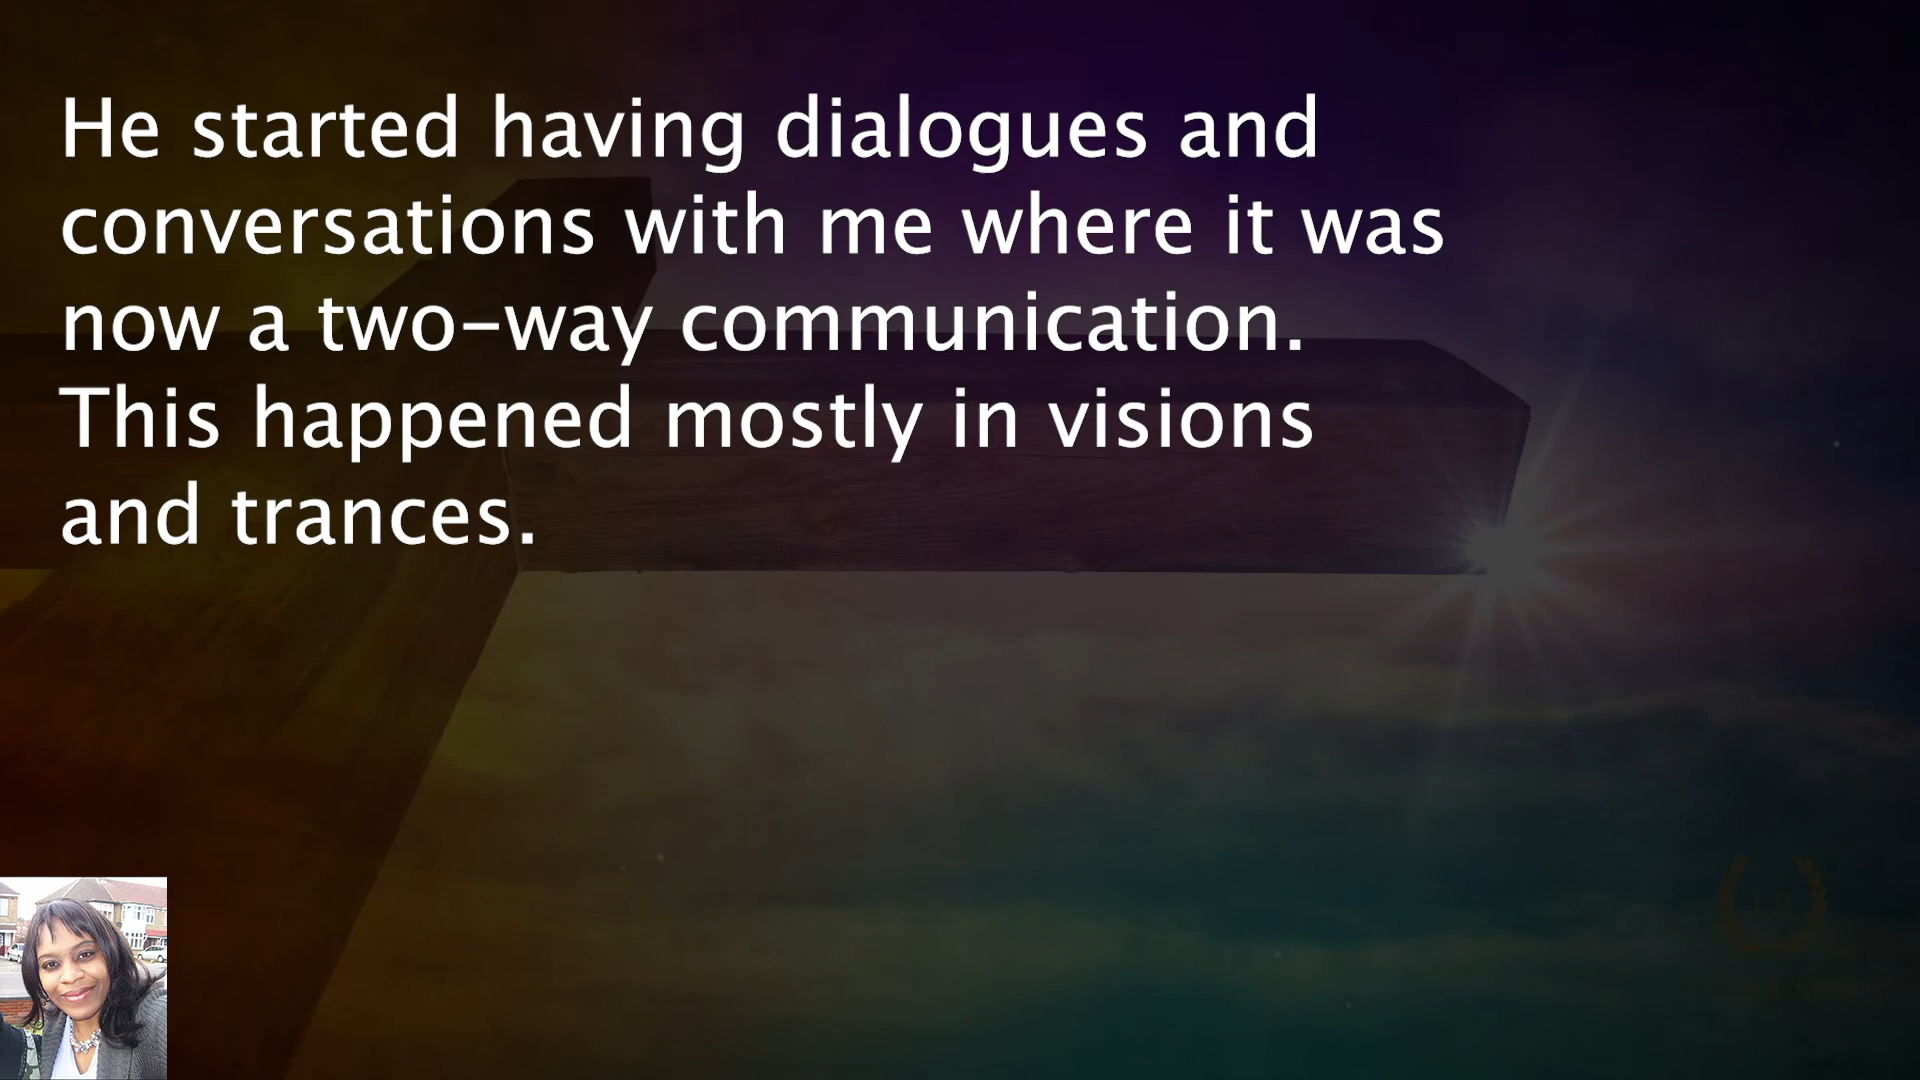 He started having dialogues and
conversations with me where it was
now a two-way communication.
This happened mostly in visions
and trances.